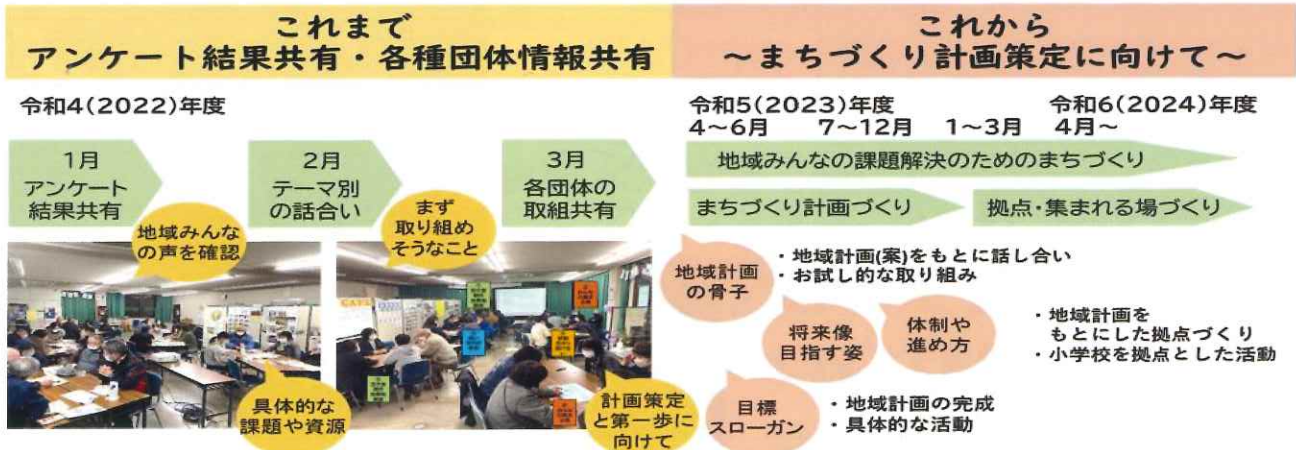 これまで
アンケート結果共有・各種団体情報共有
これから
～まちづくり計画策定に向けて～
令和4(2022)年度
1月
アンケート
結果共有
2月
テーマ別
の話合い
3月
各団体の
取組共有
地域みんな
の声を確認
まず
取り組め
そうなこと
具体的な
課題や資源
計画策定
と第一歩に
向けて
令和5(2023)年度
令和6(2024)年度
4～6月
7～12月
1～3月
4月～
地域みんなの課題解決のためのまちづくり
まちづくり計画づくり
拠点・集まれる場づくり
地域計画
の骨子
・地域計画(案)をもとに話し合い
・お試し的な取り組み
将来像
目指す姿
体制や
進め方
・地域計画を
もとにした拠点づくり
・小学校を拠点とした活動
目標
スローガン
・地域計画の完成
・具体的な活動